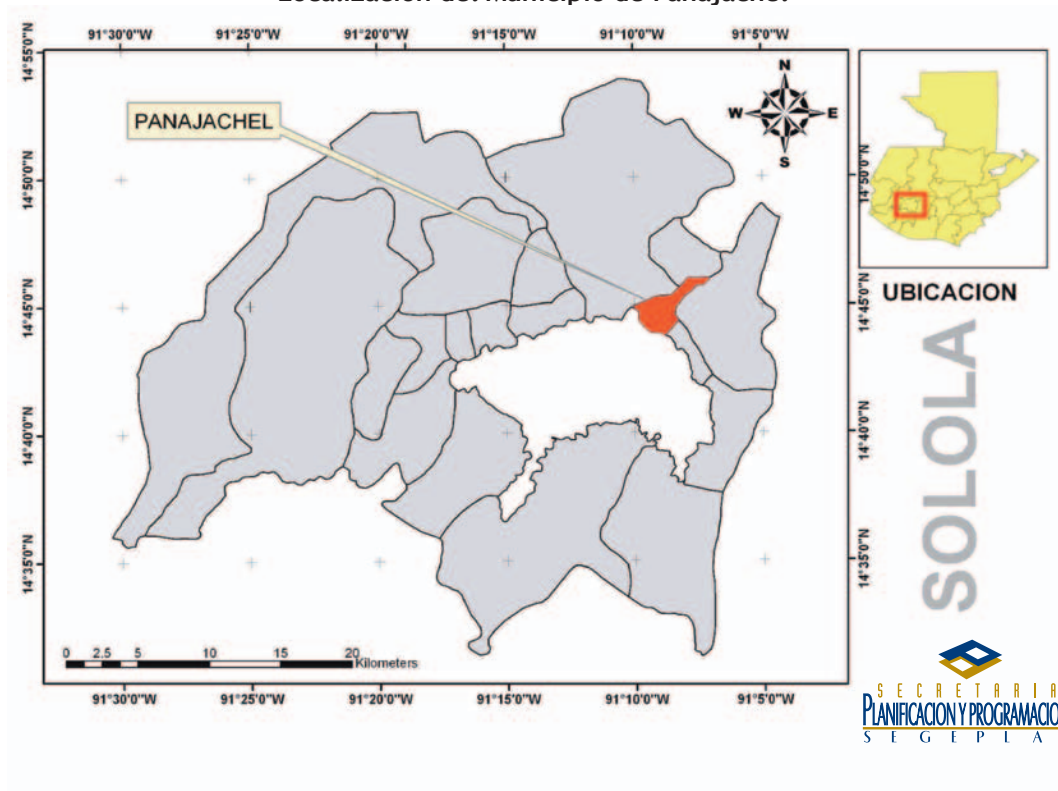 91°30'0"W 91°25'0"W 91°20'0"W 91°15'0"W 91°10'0"W 91°5'0"W
14°55'0"N
14°50'0"N
14°45'0"N
14°40'0"N
14°35'0"N
PANAJACHEL
N
W E
S
14°50'0"N
14°45'0"N
14°40'0"N
14°35'0"N
0 2.5 5 10 15 20
Kilometers
91°30'0"W 91°25'0"W 91°20'0"W 91°15'0"W 91°10'0"W 91°5'0"W
UBICACION
SOLOLA
SECRETARIA
PLANIFICACION Y PROGRAMACIO
SEGEPLA